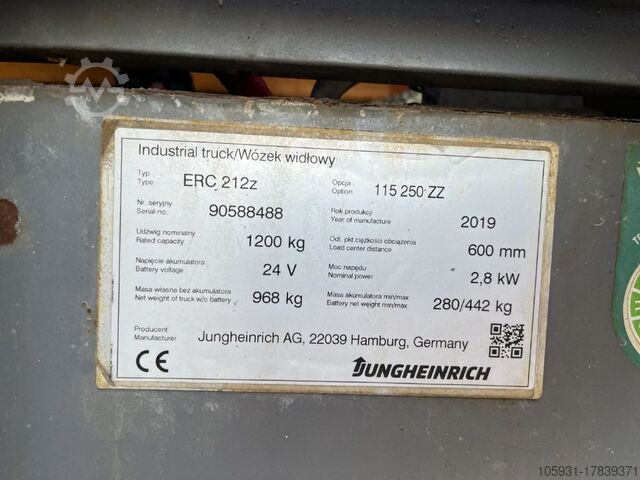 Industrial truck/Wózek widłowy
Typ
Type
ERC 212z
Opcja
Option
115 250 ZZ
Nr. seryjny
Serial-no.
90588488
Rok produkcji
Year of manufacture
2019
Udźwig nominalny
Rated capacity
1200 kg
Odl. pkt.ciężkości obciążenia
Load center distance
600 mm
Napięcie akumulatora
Battery voltage
24 V
Moc napędu
Nominal power
2,8 kW
Masa własna bez akumulatora
Net weight of truck w/o battery
968 kg
Masa akumulatora min/max
Battery net weight min/max
280/442 kg
Producent
Manufacturer
Jungheinrich AG, 22039 Hamburg, Germany
CE
JUNGHEINRICH
105931-17839371